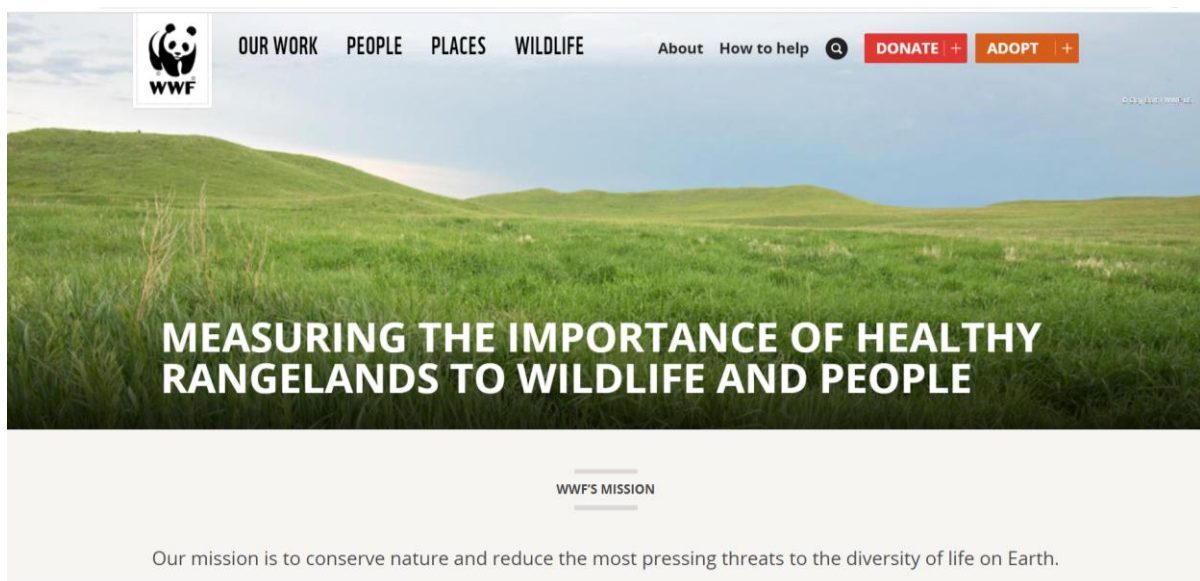 OUR WORK PEOPLE PLACES WILDLIFE About How to help DONATE + ADOPT +
WWF
MEASURING THE IMPORTANCE OF HEALTHY
RANGELANDS TO WILDLIFE AND PEOPLE
WWF'S MISSION
Our mission is to conserve nature and reduce the most pressing threats to the diversity of life on Earth.